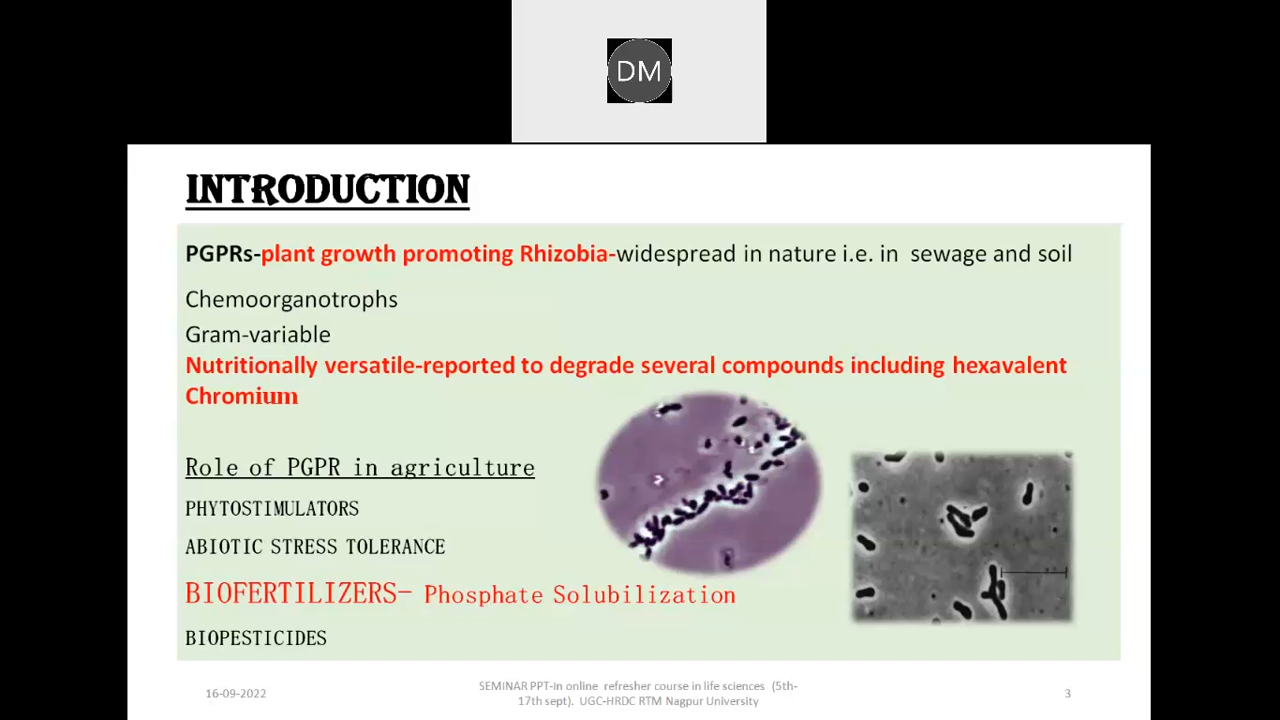 DM
INTRODUCTION
PGPRs-plant growth promoting Rhizobia-widespread in nature i.e. in sewage and soil
Chemoorganotrophs
Gram-variable
Nutritionally versatile-reported to degrade several compounds including hexavalent
Chromium
Role of PGPR in agriculture
PHYTOSTIMULATORS
ABIOTIC STRESS TOLERANCE
BIOFERTILIZERS- Phosphate Solubilization
BIOPESTICIDES
16-09-2022
SEMINAR PPT-In online refresher course in life sciences (5th-
17th sept). UGC-HRDC RTM Nagpur University
3